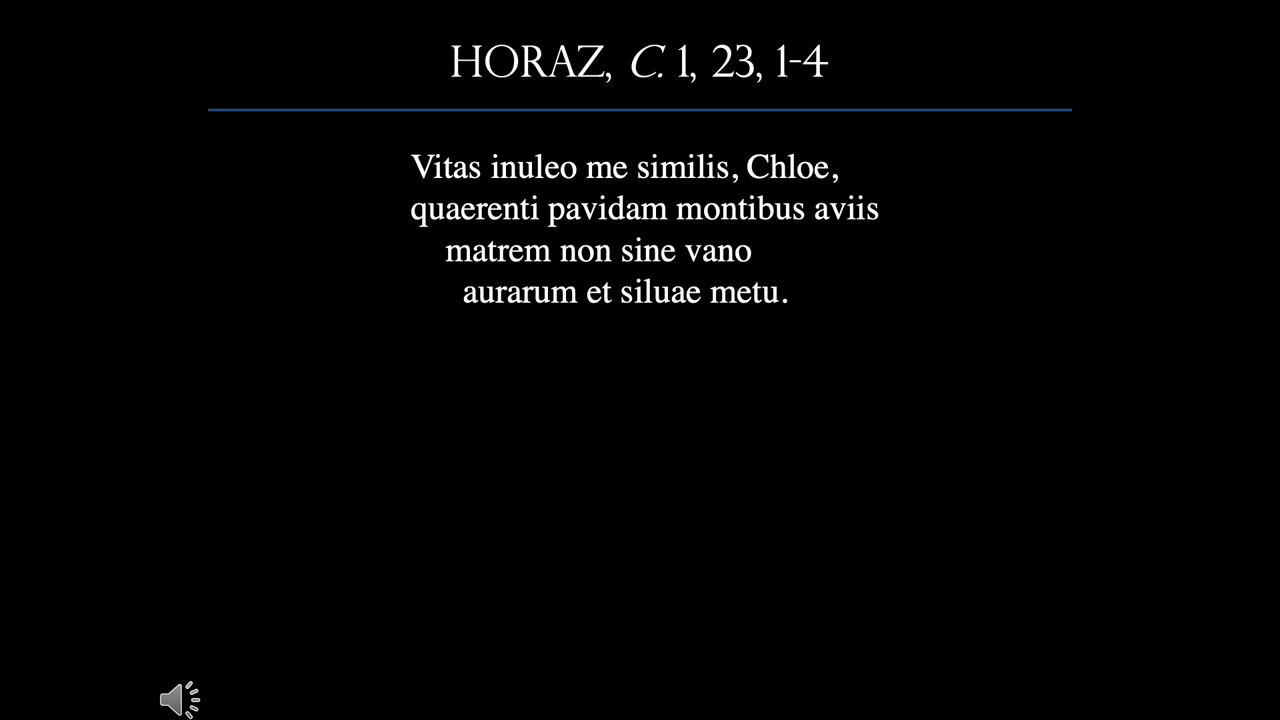 HORAZ, C. 1, 23, 1-4
Vitas inuleo me similis, Chloe,
quaerenti pavidam montibus aviis
matrem non sine vano
aurarum et siluae metu.